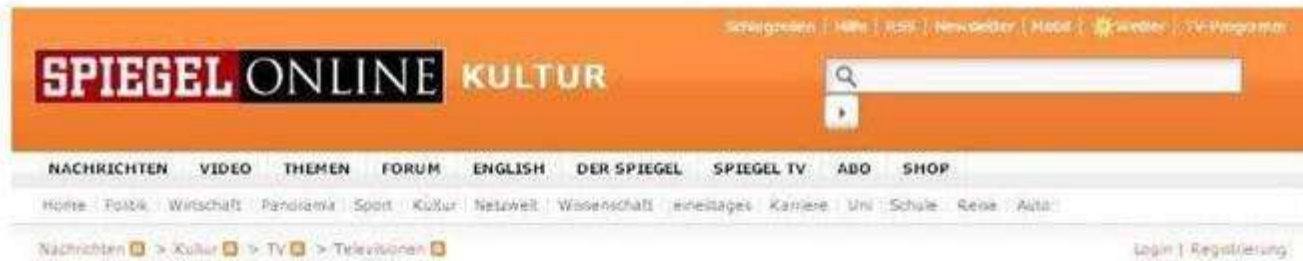 Schlagzeilen | Hilfe | RSS | Newsletter | Mobil | Wetter | TV-Programm
SPIEGEL ONLINE KULTUR
NACHRICHTEN VIDEO THEMEN FORUM ENGLISH DER SPIEGEL SPIEGEL TV ABO SHOP
Home Politik Wirtschaft Panorama Sport Kultur Netzwelt Wissenschaft einestages Karriere Uni Schule Reise Auto
Nachrichten > Kultur > TV > Televisionen
Login | Registrierung